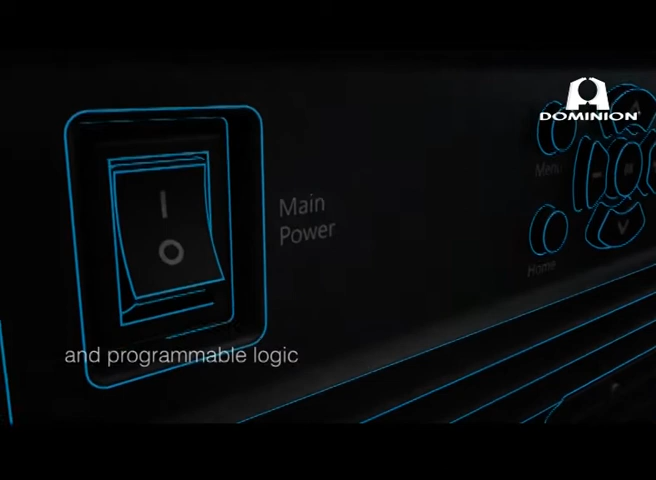 DOMINION
I
O
Main
Power
Menu
Home
and programmable logic